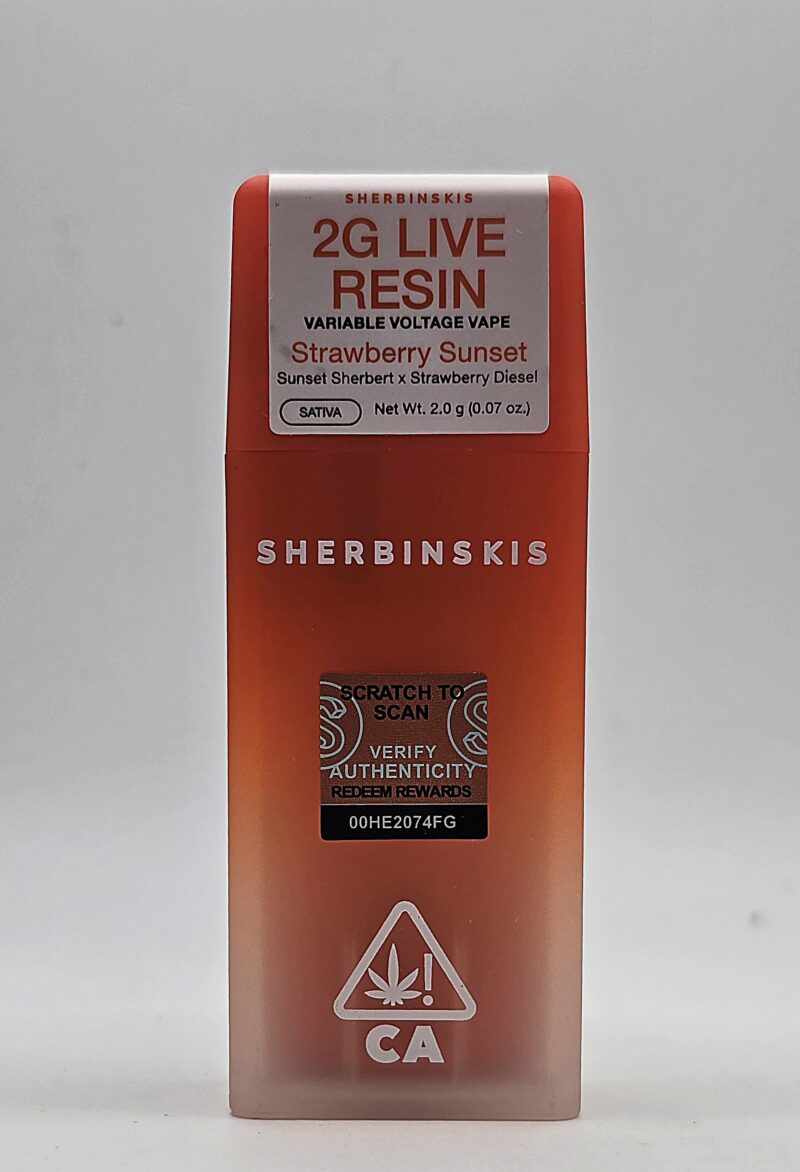 SHERBINSKIS
2G LIVE
RESIN
VARIABLE VOLTAGE VAPE
Strawberry Sunset
Sunset Sherbert x Strawberry Diesel
SATIVA Net Wt. 2.0 g (0.07 oz.)
SHERBINSKIS
SCRATCH TO
SCAN
VERIFY
AUTHENTICITY
REDEEM REWARDS
00HE2074FG
!
CA